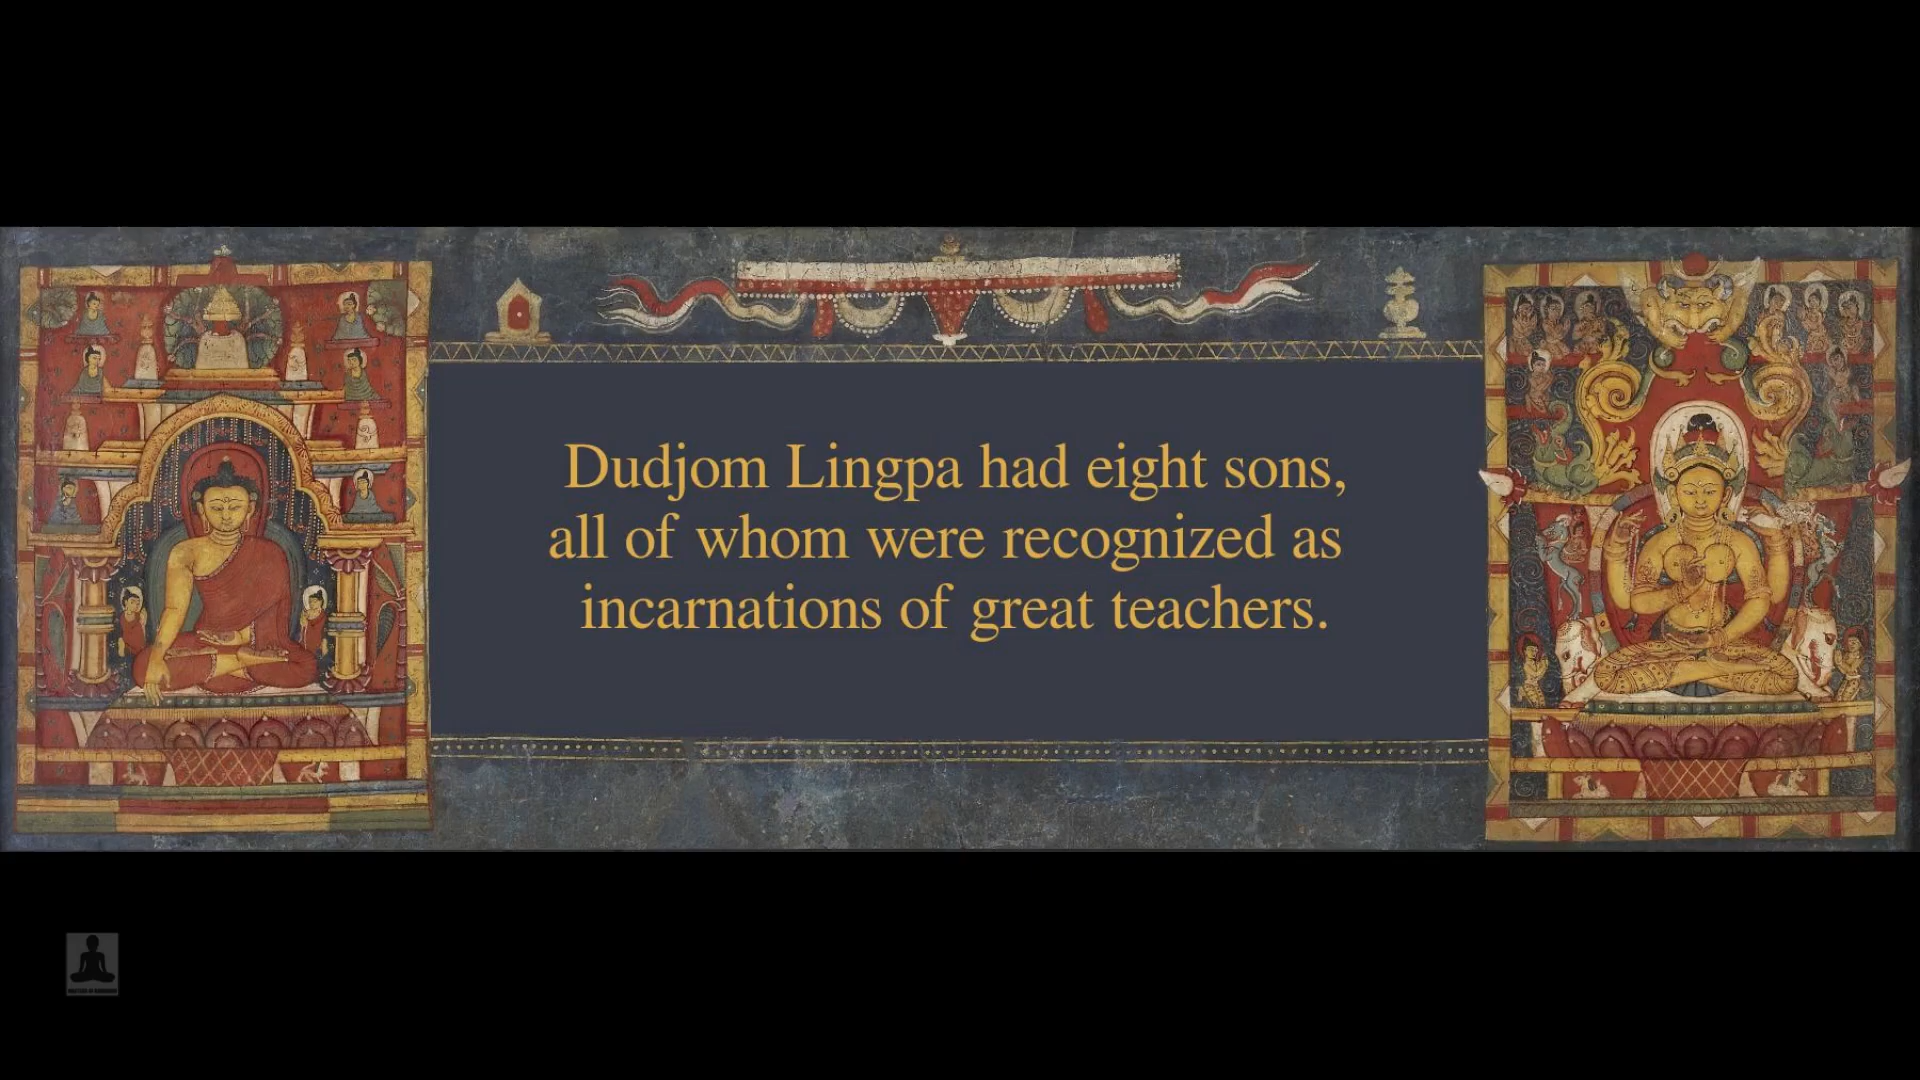 Dudjom Lingpa had eight sons,
all of whom were recognized as
incarnations of great teachers.